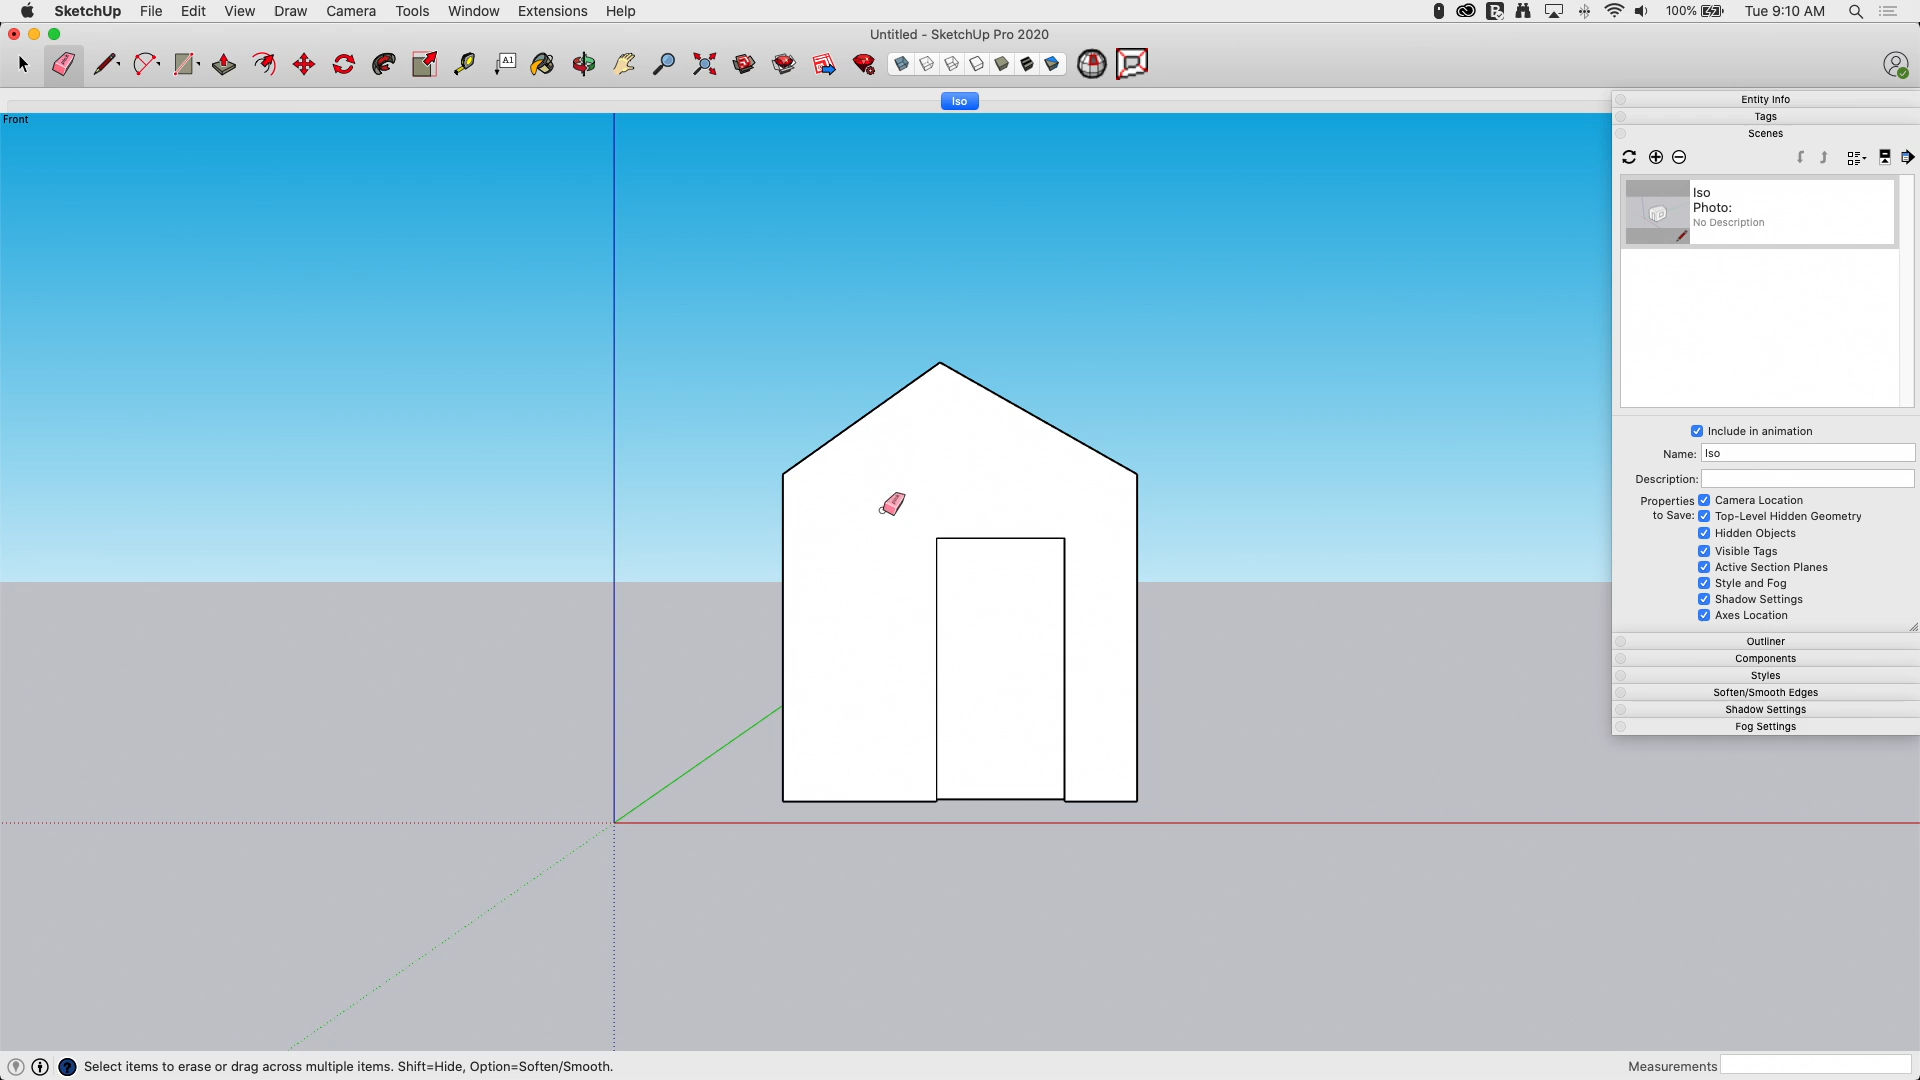 SketchUp File Edit View Draw Camera Tools Window Extensions Help 100% Tue 9:10 AM
Untitled - SketchUp Pro 2020
A1
Iso
Front
Entity Info
Tags
Scenes
Iso
Photo:
No Description
Include in animation
Name: Iso
Description:
Properties to Save:
Camera Location
Top-Level Hidden Geometry
Hidden Objects
Visible Tags
Active Section Planes
Style and Fog
Shadow Settings
Axes Location
Outliner
Components
Styles
Soften/Smooth Edges
Shadow Settings
Fog Settings
Select items to erase or drag across multiple items. Shift=Hide, Option=Soften/Smooth.
Measurements